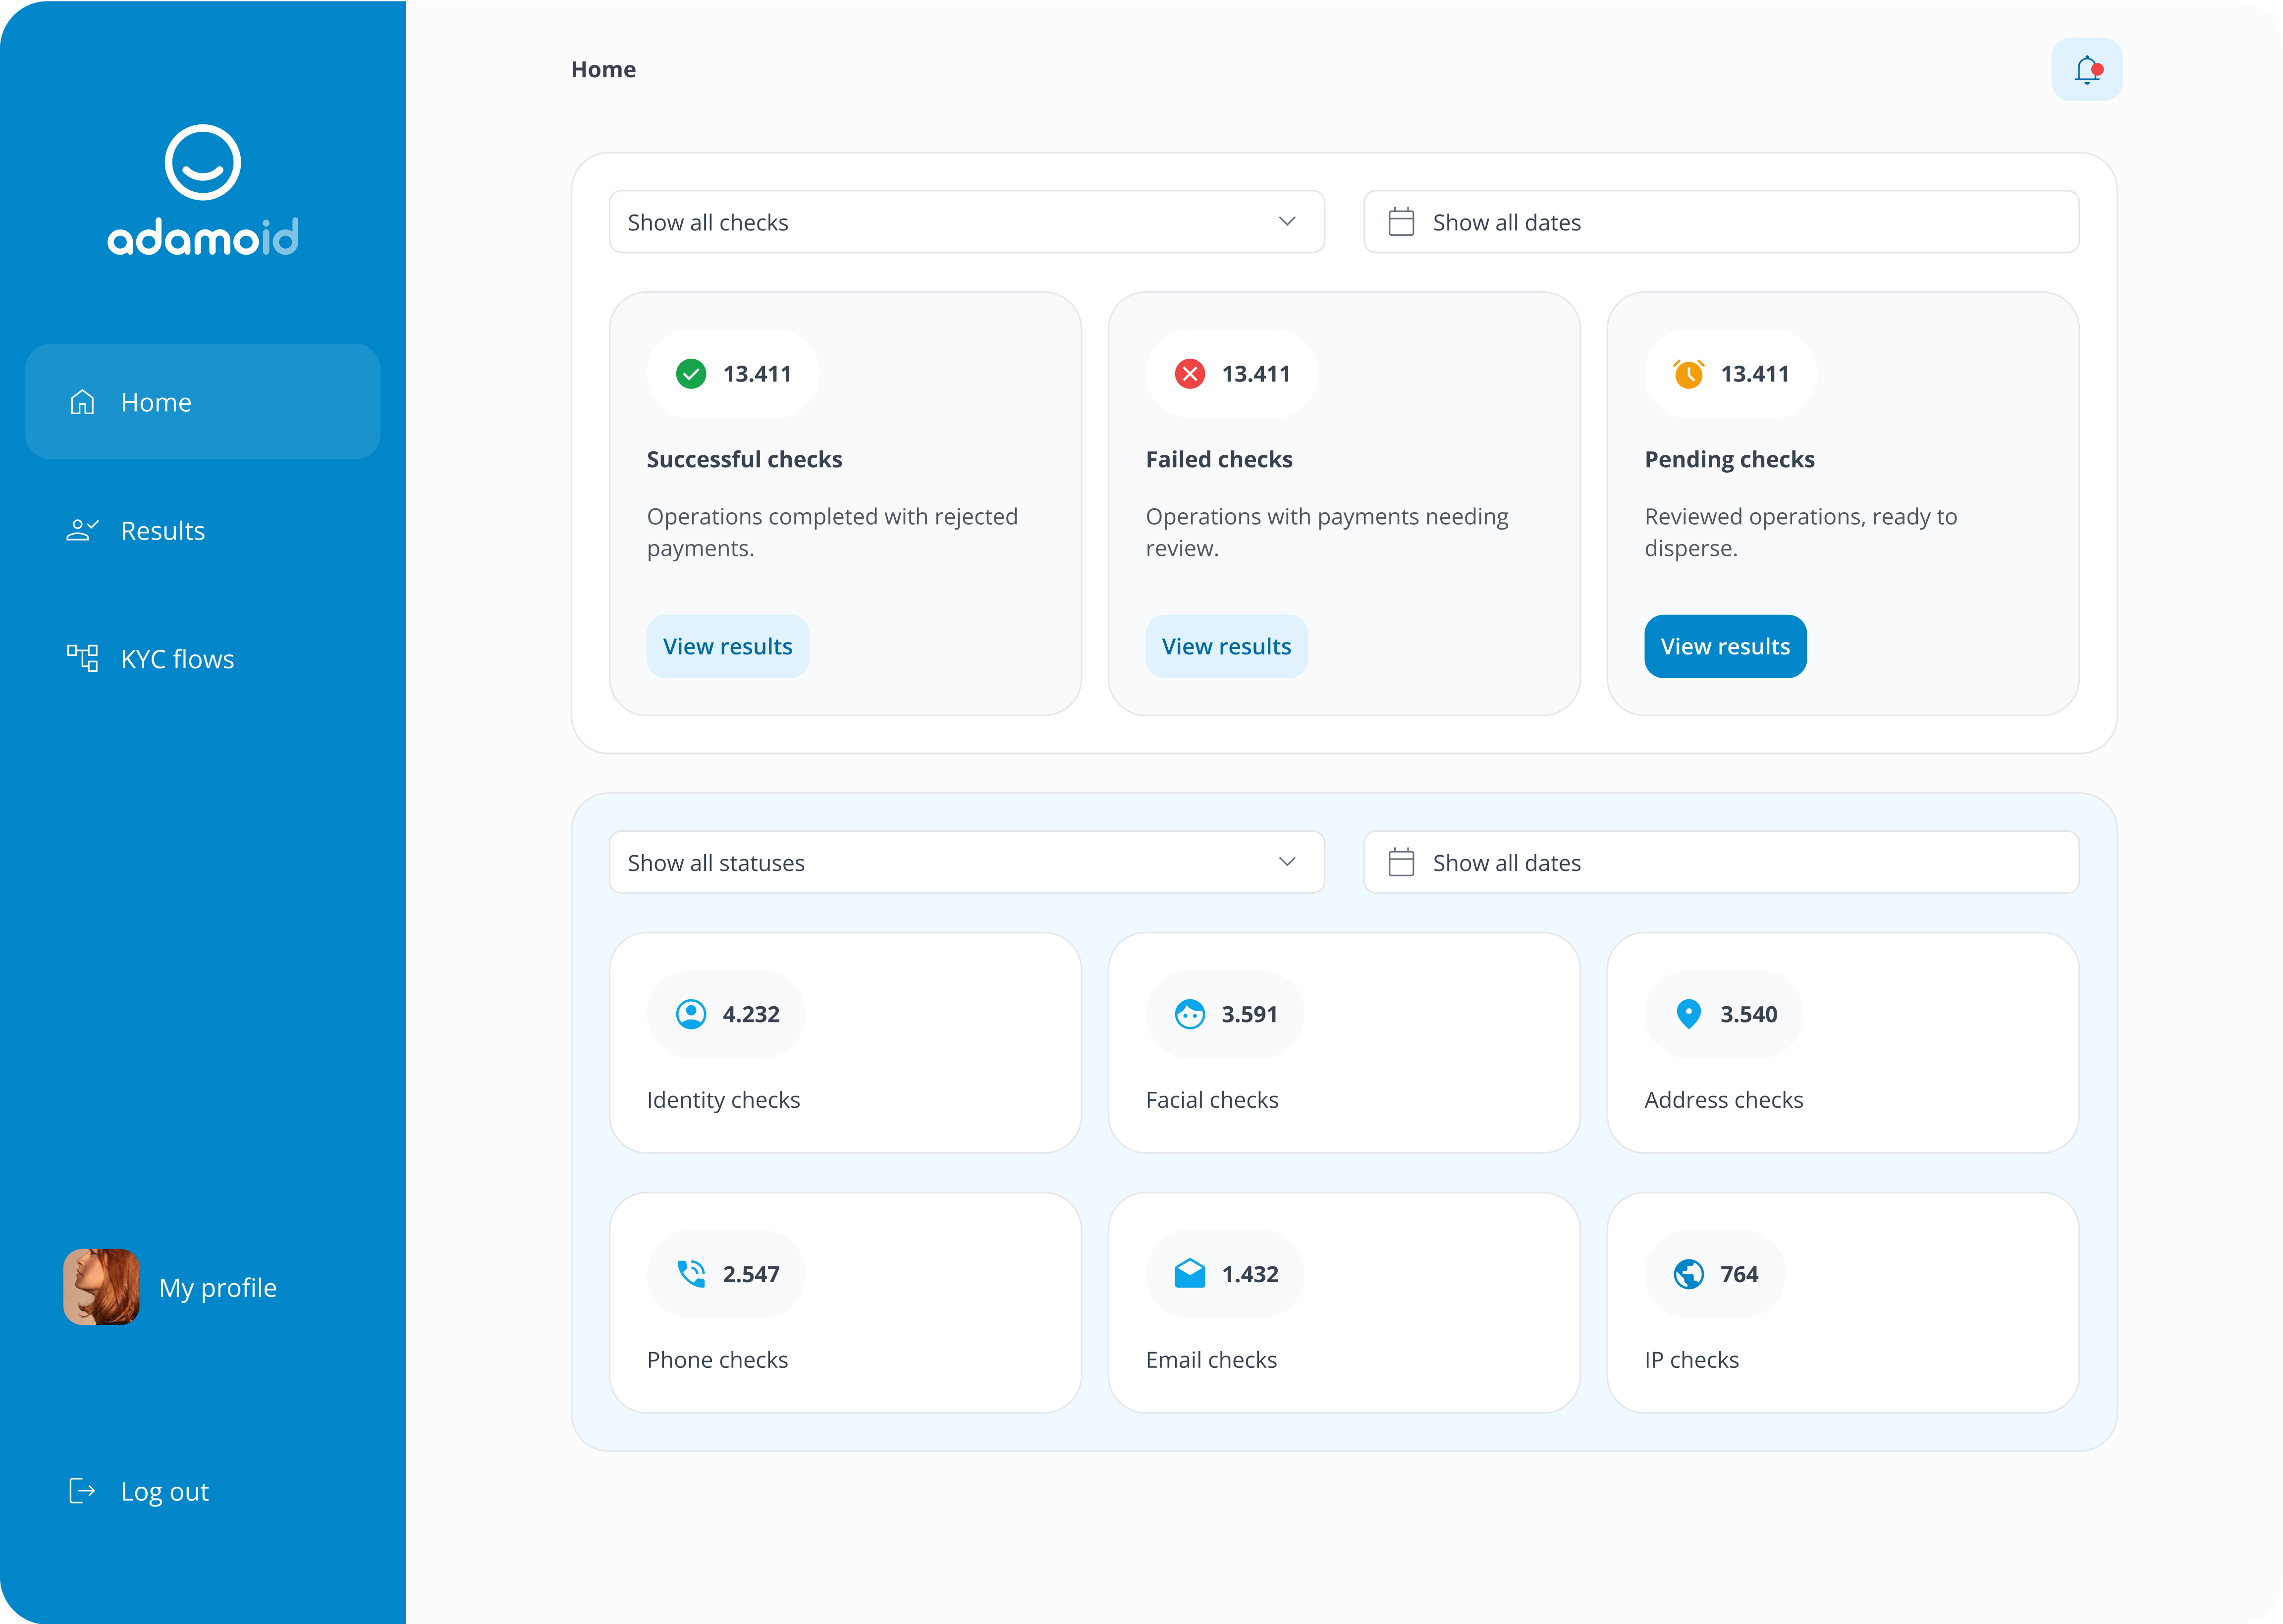 adamoid
Home
Results
KYC flows
My profile
Log out
Home
Show all checks
Show all dates
13.411
Successful checks
Operations completed with rejected
payments.
View results
13.411
Failed checks
Operations with payments needing
review.
View results
13.411
Pending checks
Reviewed operations, ready to
disperse.
View results
Show all statuses
Show all dates
4.232
Identity checks
3.591
Facial checks
3.540
Address checks
2.547
Phone checks
1.432
Email checks
764
IP checks